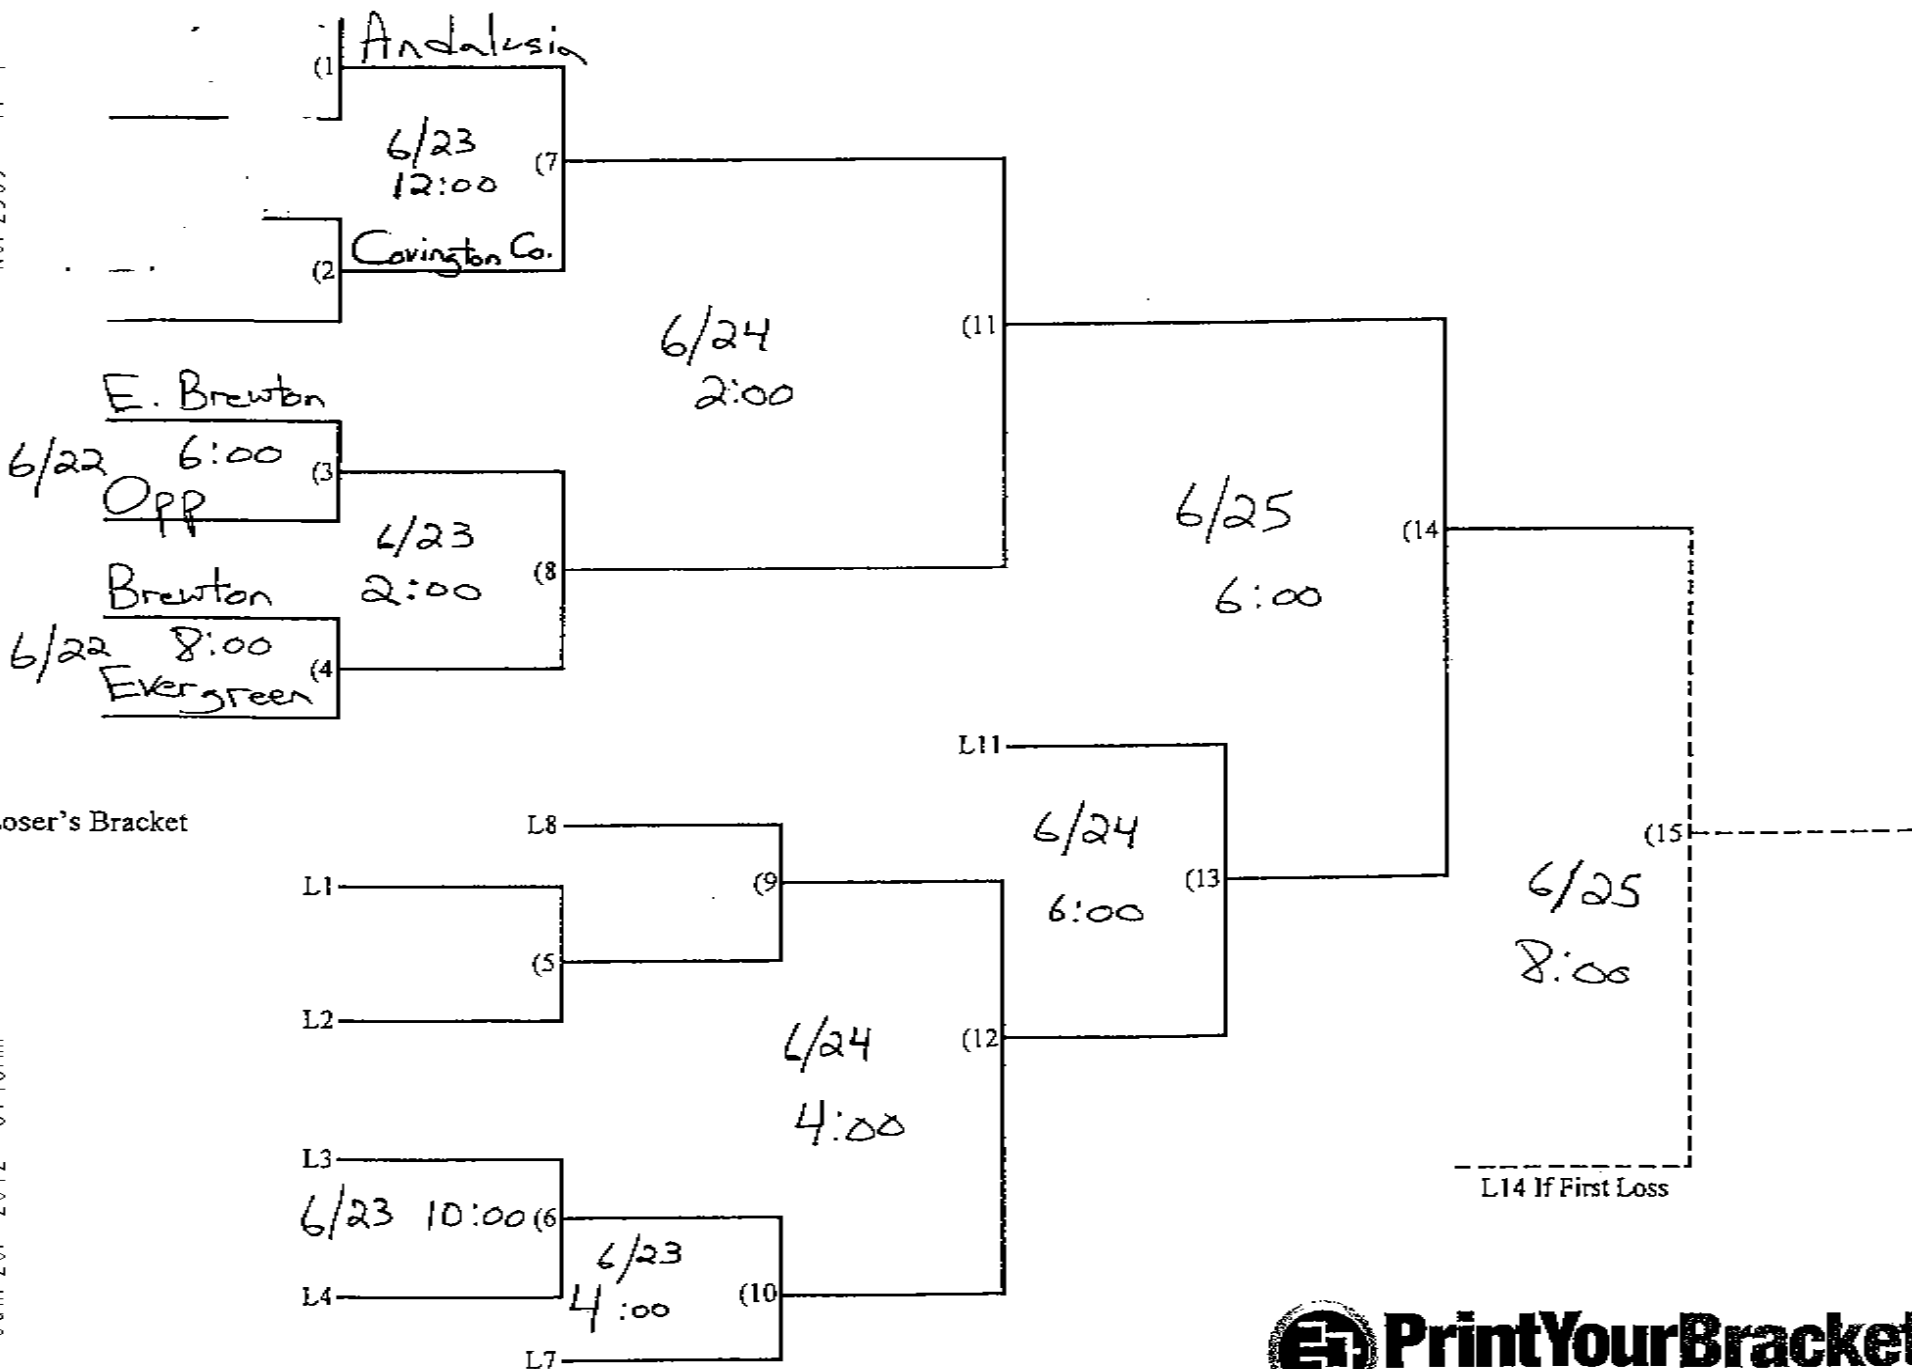 Andalusia
(1
6/23
12:00
(7
Covington Co.
(2
6/24
2:00
(11
E. Brewton
6/22 6:00
(3
Opp
6/23
2:00
(8
6/25
6:00
(14
Brewton
6/22 8:00
(4
Evergreen
L11
oser's Bracket
L8
6/24
6:00
(13
(15
6/25
8:00
L1
(9
(5
L2
6/24
4:00
(12
L3
6/23 10:00 (6
6/23
4:00
(10
L4
L7
L14 If First Loss
PrintYourBracket